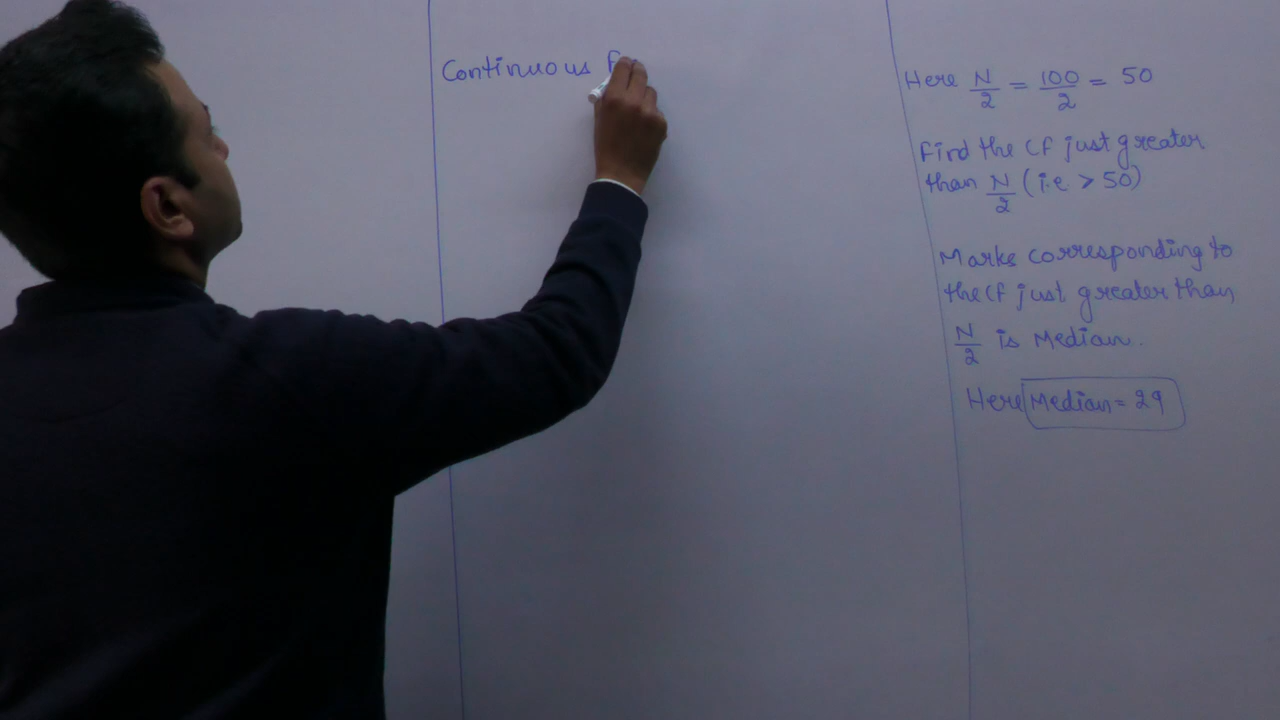 Continuous F
Here N/2 = 100/2 = 50
Find the CF just greater
than N/2 (i.e > 50)
Marks corresponding to
the CF just greater than
N/2 is Median.
Here Median = 29